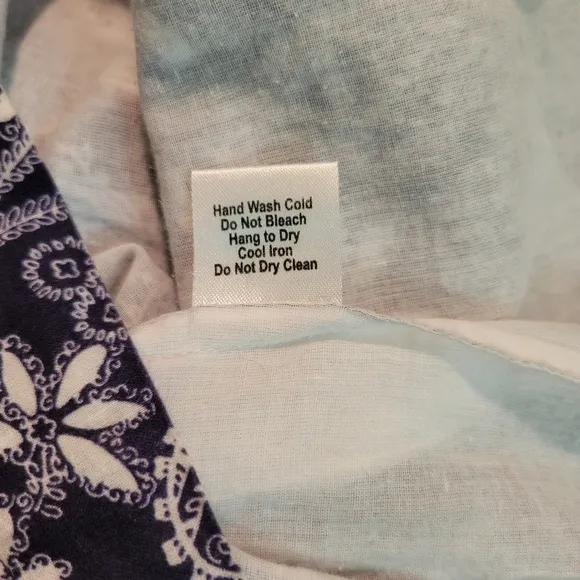 Hand Wash Cold
Do Not Bleach
Hang to Dry
Cool Iron
Do Not Dry Clean